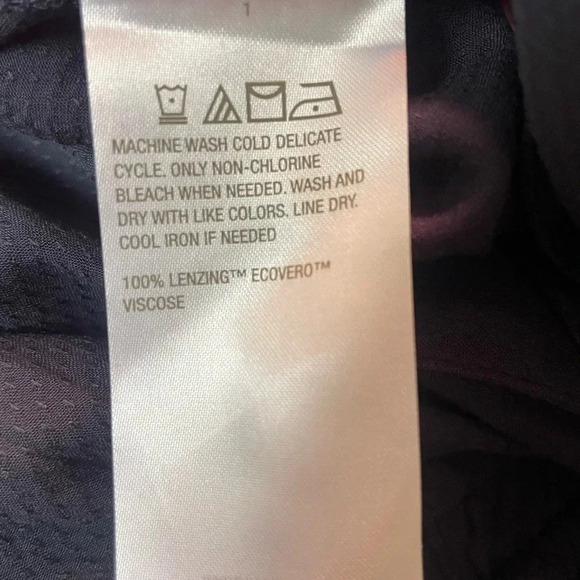 1
MACHINE WASH COLD DELICATE
CYCLE. ONLY NON-CHLORINE
BLEACH WHEN NEEDED. WASH AND
DRY WITH LIKE COLORS. LINE DRY.
COOL IRON IF NEEDED
100% LENZING™ ECOVERO™
VISCOSE